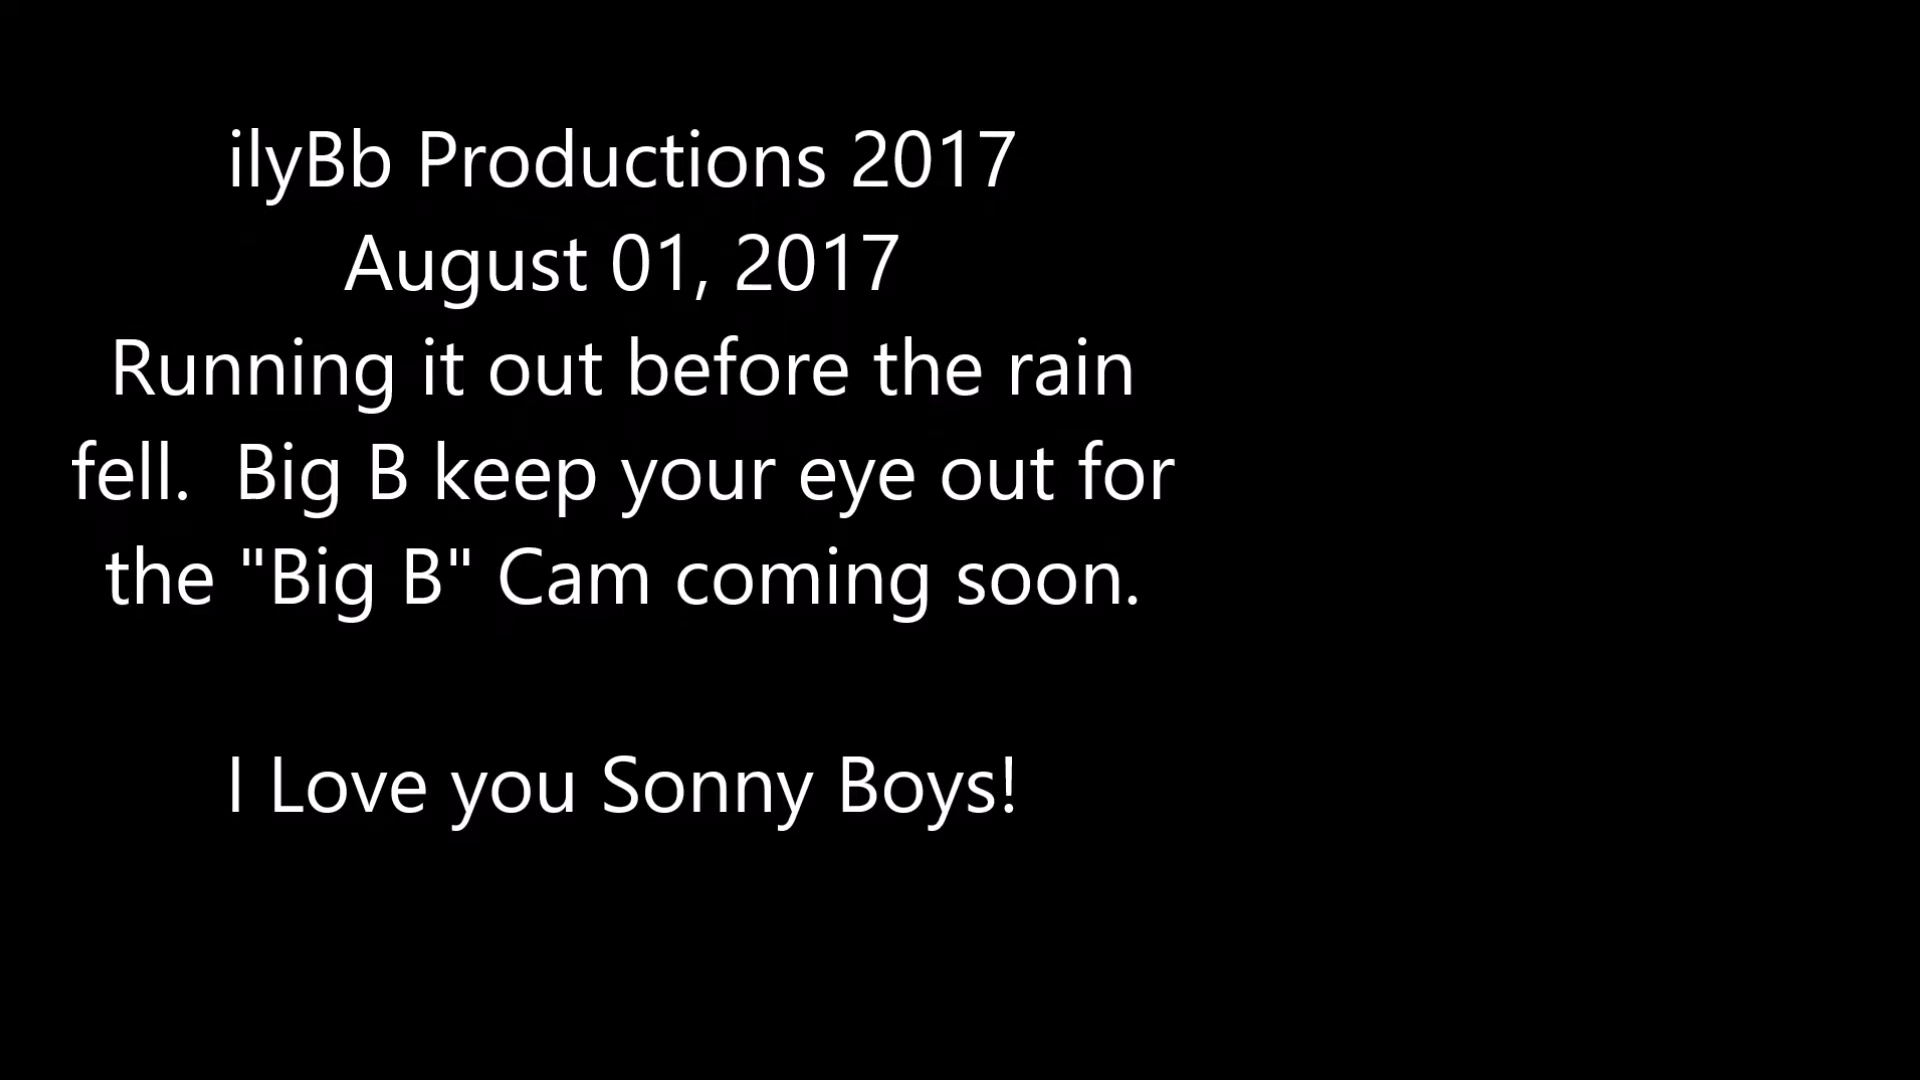 ilyBb Productions 2017
August 01, 2017
Running it out before the rain
fell.  Big B keep your eye out for
the "Big B" Cam coming soon.
I Love you Sonny Boys!